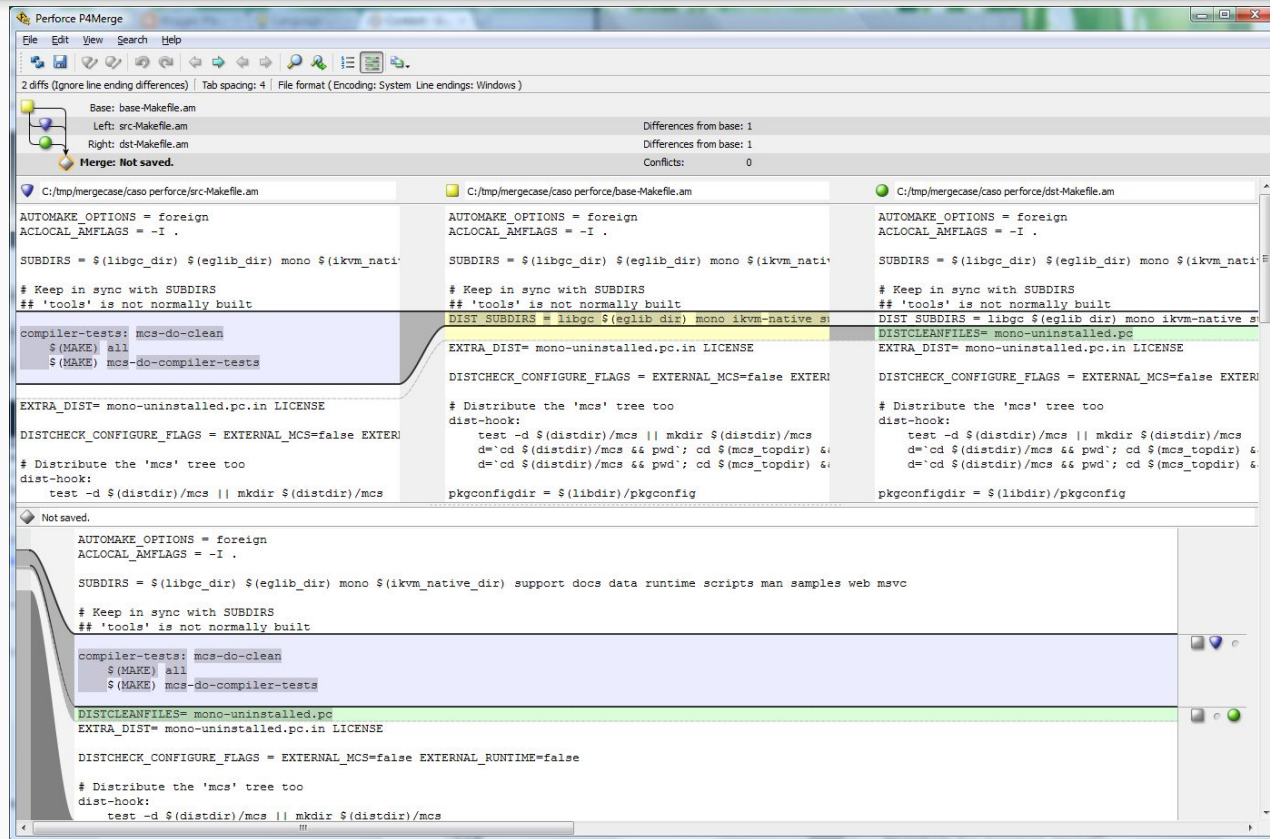 Perforce P4Merge
File Edit View Search Help
2 diffs (Ignore line ending differences) Tab spacing: 4 File format (Encoding: System Line endings: Windows )
Base: base-Makefile.am
Left: src-Makefile.am Differences from base: 1
Right: dst-Makefile.am Differences from base: 1
Merge: Not saved. Conflicts: 0
C:/tmp/mergecase/caso perforce/src-Makefile.am
AUTOMAKE_OPTIONS = foreign
ACLOCAL_AMFLAGS = -I .
SUBDIRS = $(libgc_dir) $(eglib_dir) mono $(ikvm_nati
# Keep in sync with SUBDIRS
## 'tools' is not normally built
compiler-tests: mcs-do-clean
$(MAKE) all
$(MAKE) mcs-do-compiler-tests
EXTRA_DIST= mono-uninstalled.pc.in LICENSE
DISTCHECK_CONFIGURE_FLAGS = EXTERNAL_MCS=false EXTER
# Distribute the 'mcs' tree too
dist-hook:
test -d $(distdir)/mcs || mkdir $(distdir)/mcs
C:/tmp/mergecase/caso perforce/base-Makefile.am
AUTOMAKE_OPTIONS = foreign
ACLOCAL_AMFLAGS = -I .
SUBDIRS = $(libgc_dir) $(eglib_dir) mono $(ikvm_nativ
# Keep in sync with SUBDIRS
## 'tools' is not normally built
DIST_SUBDIRS = libgc $(eglib_dir) mono ikvm-native su
EXTRA_DIST= mono-uninstalled.pc.in LICENSE
DISTCHECK_CONFIGURE_FLAGS = EXTERNAL_MCS=false EXTERN
# Distribute the 'mcs' tree too
dist-hook:
test -d $(distdir)/mcs || mkdir $(distdir)/mcs
d=`cd $(distdir)/mcs && pwd`; cd $(mcs_topdir) &&
d=`cd $(distdir)/mcs && pwd`; cd $(mcs_topdir) &&
pkgconfigdir = $(libdir)/pkgconfig
C:/tmp/mergecase/caso perforce/dst-Makefile.am
AUTOMAKE_OPTIONS = foreign
ACLOCAL_AMFLAGS = -I .
SUBDIRS = $(libgc_dir) $(eglib_dir) mono $(ikvm_nati
# Keep in sync with SUBDIRS
## 'tools' is not normally built
DIST_SUBDIRS = libgc $(eglib_dir) mono ikvm-native s
DISTCLEANFILES= mono-uninstalled.pc
EXTRA_DIST= mono-uninstalled.pc.in LICENSE
DISTCHECK_CONFIGURE_FLAGS = EXTERNAL_MCS=false EXTER
# Distribute the 'mcs' tree too
dist-hook:
test -d $(distdir)/mcs || mkdir $(distdir)/mcs
d=`cd $(distdir)/mcs && pwd`; cd $(mcs_topdir) &
d=`cd $(distdir)/mcs && pwd`; cd $(mcs_topdir) &
pkgconfigdir = $(libdir)/pkgconfig
Not saved.
AUTOMAKE_OPTIONS = foreign
ACLOCAL_AMFLAGS = -I .
SUBDIRS = $(libgc_dir) $(eglib_dir) mono $(ikvm_native_dir) support docs data runtime scripts man samples web msvc
# Keep in sync with SUBDIRS
## 'tools' is not normally built
compiler-tests: mcs-do-clean
$(MAKE) all
$(MAKE) mcs-do-compiler-tests
DISTCLEANFILES= mono-uninstalled.pc
EXTRA_DIST= mono-uninstalled.pc.in LICENSE
DISTCHECK_CONFIGURE_FLAGS = EXTERNAL_MCS=false EXTERNAL_RUNTIME=false
# Distribute the 'mcs' tree too
dist-hook:
test -d $(distdir)/mcs || mkdir $(distdir)/mcs